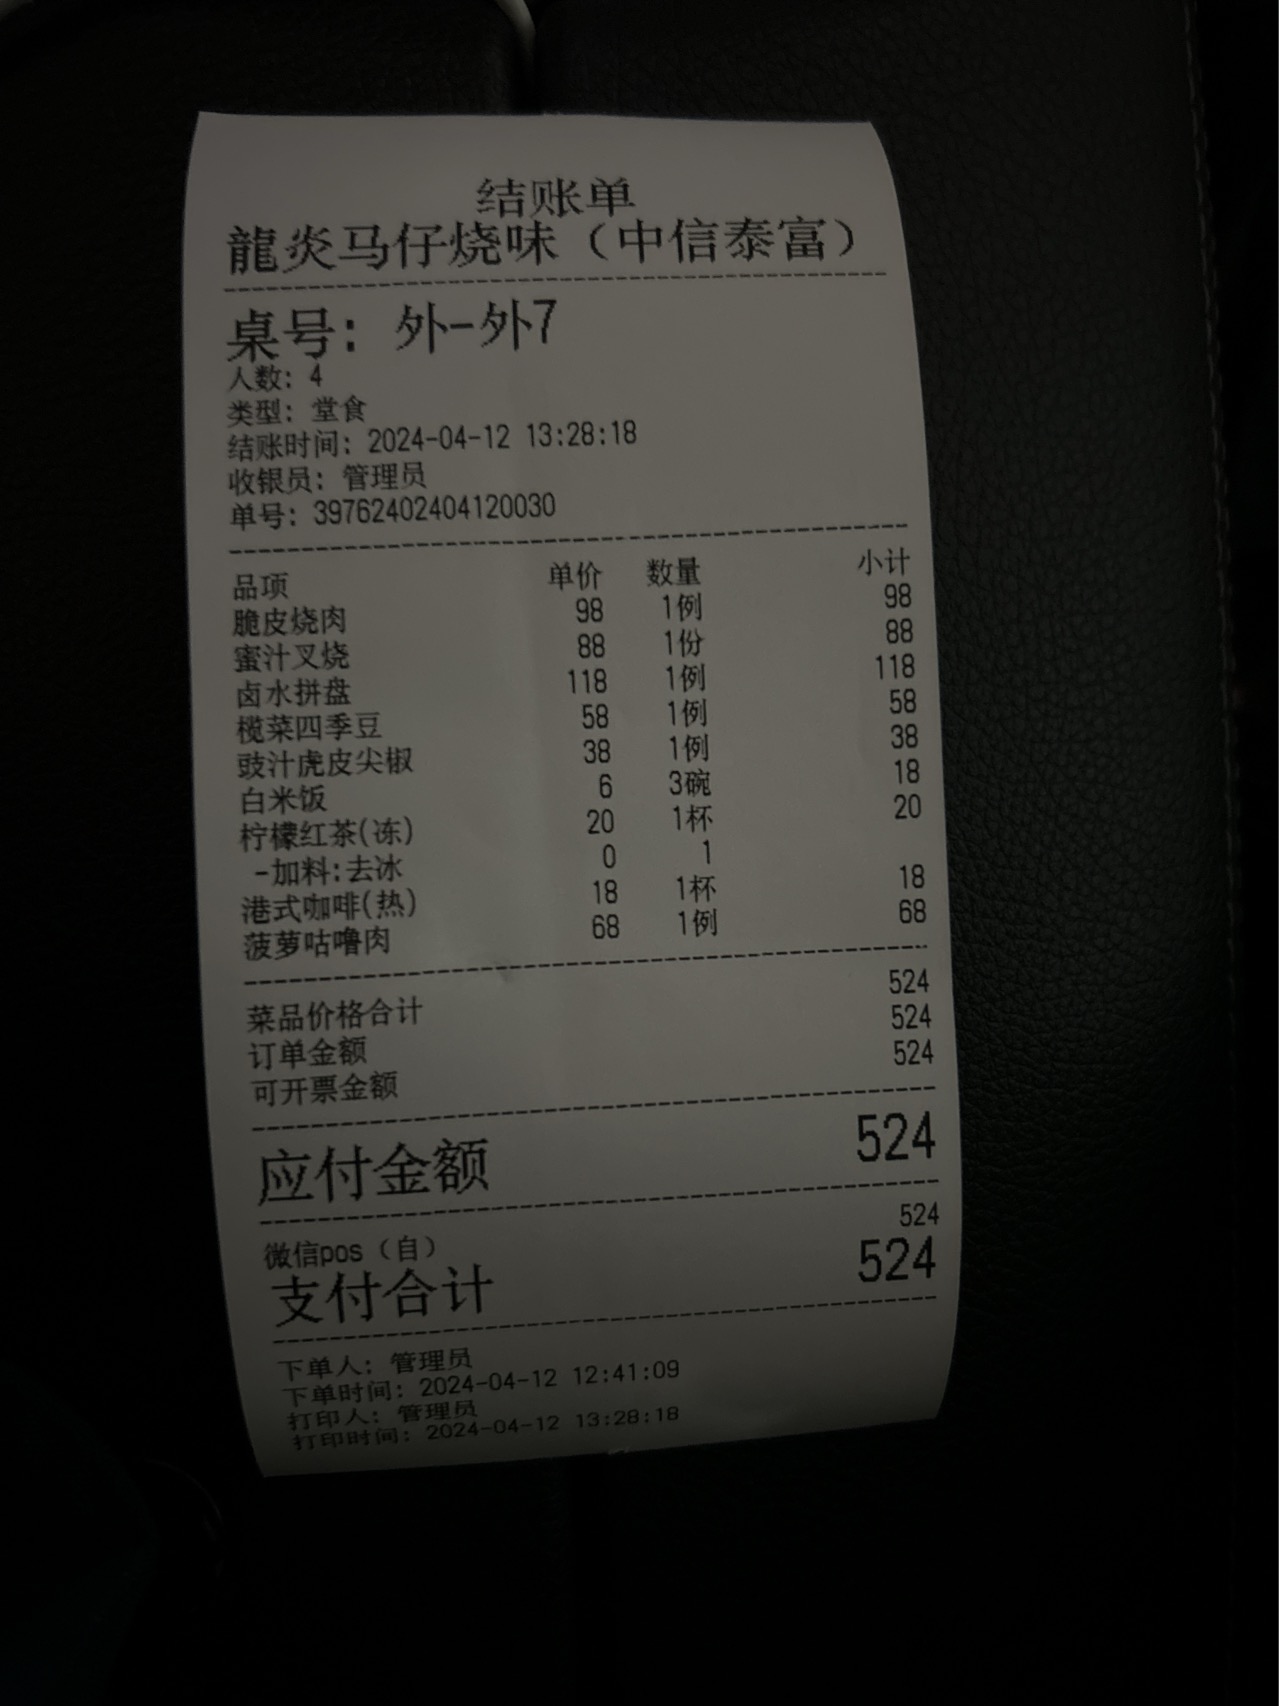 结账单
龍炎马仔烧味（中信泰富）
桌号：外-外7
人数：4
类型：堂食
结账时间：2024-04-12 13:28:18
收银员：管理员
单号：39762402404120030
品项 单价 数量 小计
脆皮烧肉 98 1例 98
蜜汁叉烧 88 1份 88
卤水拼盘 118 1例 118
榄菜四季豆 58 1例 58
豉汁虎皮尖椒 38 1例 38
白米饭 6 3碗 18
柠檬红茶(冻) 20 1杯 20
-加料:去冰 0 1
港式咖啡(热) 18 1杯 18
菠萝咕噜肉 68 1例 68
菜品价格合计 524
订单金额 524
可开票金额 524
应付金额 524
微信pos（自） 524
支付合计 524
下单人：管理员
下单时间：2024-04-12 12:41:09
打印人：管理员
打印时间：2024-04-12 13:28:18